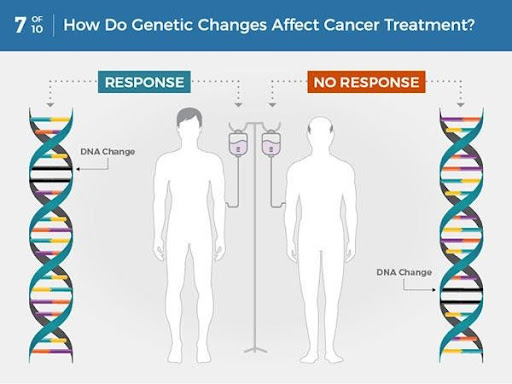 7 OF 10 How Do Genetic Changes Affect Cancer Treatment?
RESPONSE NO RESPONSE
DNA Change
DNA Change